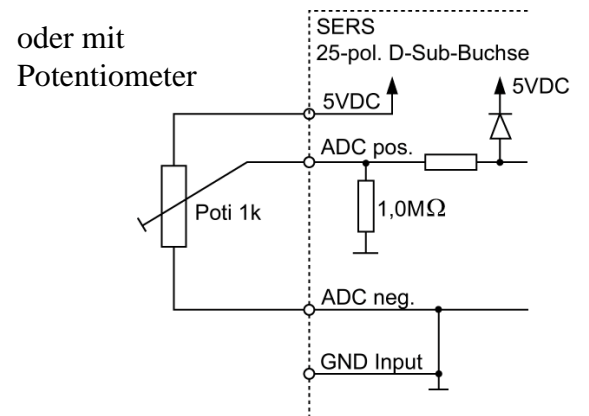 oder mit
Potentiometer
SERS
25-pol. D-Sub-Buchse
5VDC
5VDC
ADC pos.
Poti 1k
1,0MΩ
ADC neg.
GND Input